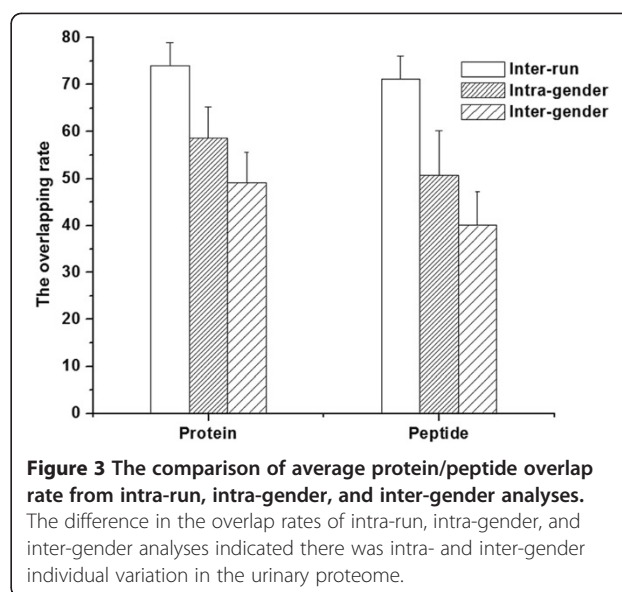 80
70
60
50
40
30
20
10
0
The overlapping rate
Inter-run
Intra-gender
Inter-gender
Protein
Peptide
Figure 3 The comparison of average protein/peptide overlap
rate from intra-run, intra-gender, and inter-gender analyses.
The difference in the overlap rates of intra-run, intra-gender, and
inter-gender analyses indicated there was intra- and inter-gender
individual variation in the urinary proteome.